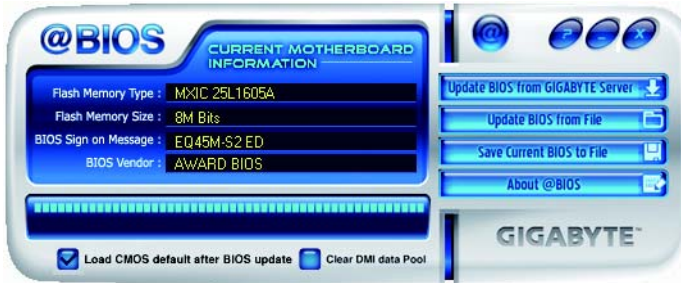 @BIOS
CURRENT MOTHERBOARD
INFORMATION
Flash Memory Type : MXIC 25L1605A
Flash Memory Size : 8M Bits
BIOS Sign on Message : EQ45M-S2 ED
BIOS Vendor : AWARD BIOS
Load CMOS default after BIOS update
Clear DMI data Pool
@
? - X
Update BIOS from GIGABYTE Server
Update BIOS from File
Save Current BIOS to File
About @BIOS
GIGABYTE™